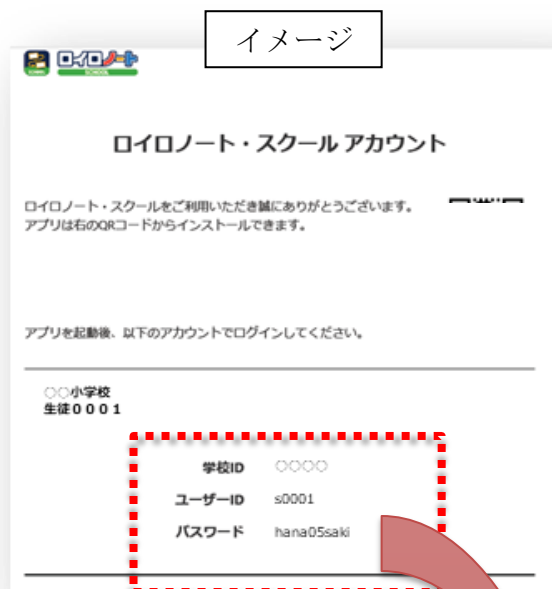 イメージ
ロイロノート
SCHOOL
ロイロノート・スクール アカウント
ロイロノート・スクールをご利用いただき誠にありがとうございます。
アプリは右のQRコードからインストールできます。
アプリを起動後、以下のアカウントでログインしてください。
○○小学校
生徒０００１
学校ID ○○○○
ユーザーID s0001
パスワード hana05saki